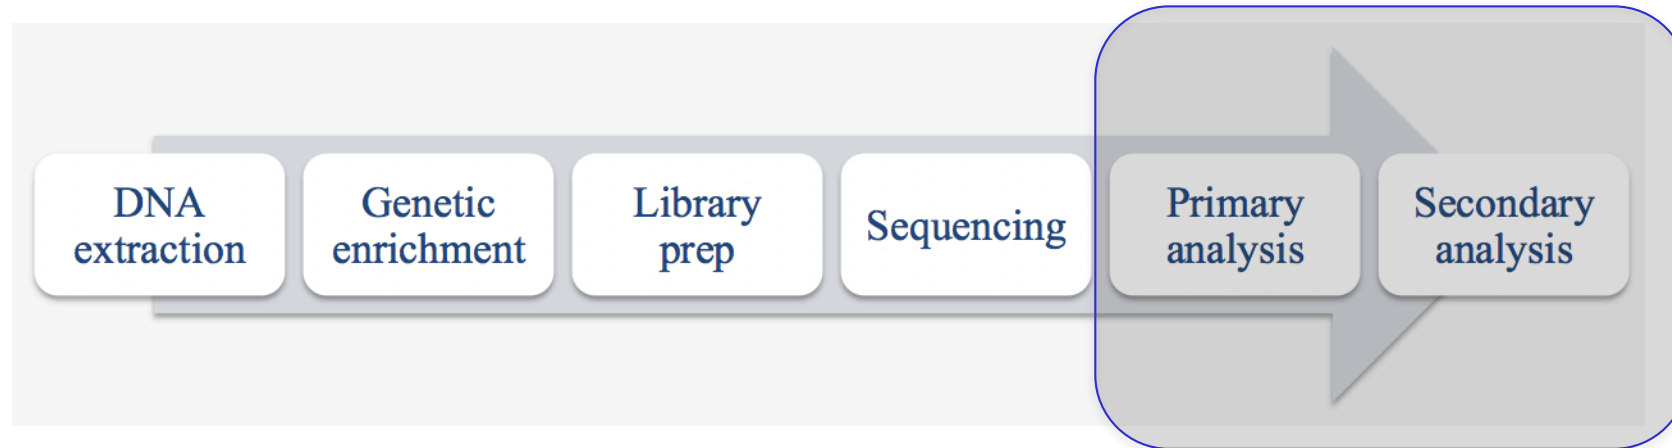 DNA
extraction
Genetic
enrichment
Library
prep
Sequencing
Primary
analysis
Secondary
analysis